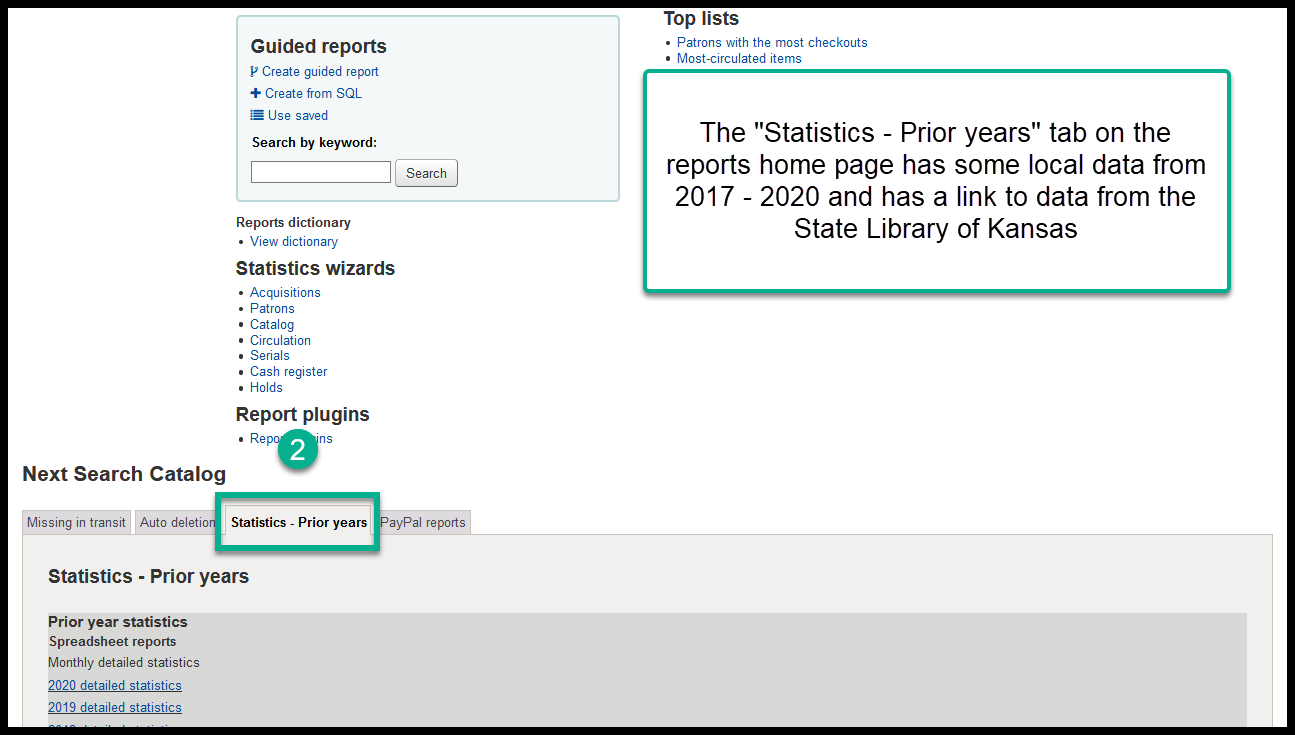 Guided reports
Create guided report
Create from SQL
Use saved
Search by keyword:
Search
Reports dictionary
View dictionary
Statistics wizards
Acquisitions
Patrons
Catalog
Circulation
Serials
Cash register
Holds
Report plugins
2
Top lists
Patrons with the most checkouts
Most-circulated items
The "Statistics - Prior years" tab on the
reports home page has some local data from
2017 - 2020 and has a link to data from the
State Library of Kansas
Next Search Catalog
Missing in transit
Auto deletion
Statistics - Prior years
PayPal reports
Statistics - Prior years
Prior year statistics
Spreadsheet reports
Monthly detailed statistics
2020 detailed statistics
2019 detailed statistics